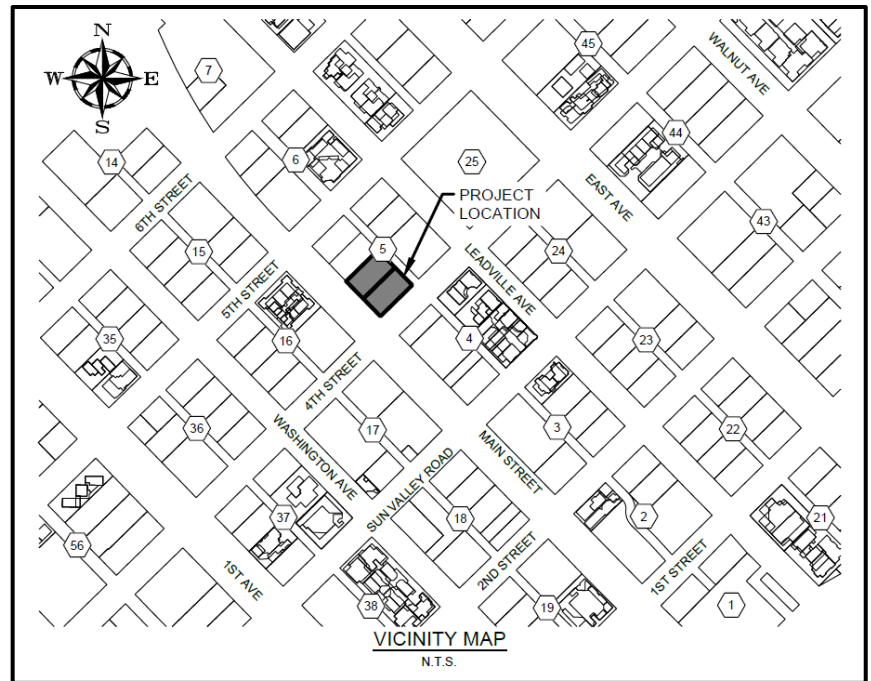 N
W E
S
7
45
WALNUT AVE
14
6
25
44
6TH STREET
PROJECT
LOCATION
EAST AVE
43
15
5
24
LEADVILLE AVE
5TH STREET
35
16
4
23
4TH STREET
36
WASHINGTON AVE
17
SUN VALLEY ROAD
MAIN STREET
3
22
56
37
18
2
21
1ST AVE
2ND STREET
1ST STREET
38
19
1
VICINITY MAP
N.T.S.